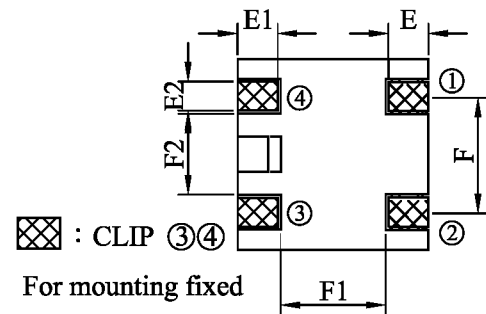 E1 E
① 
E2 ④
F2 F
③
②
: CLIP ③④
For mounting fixed
F1